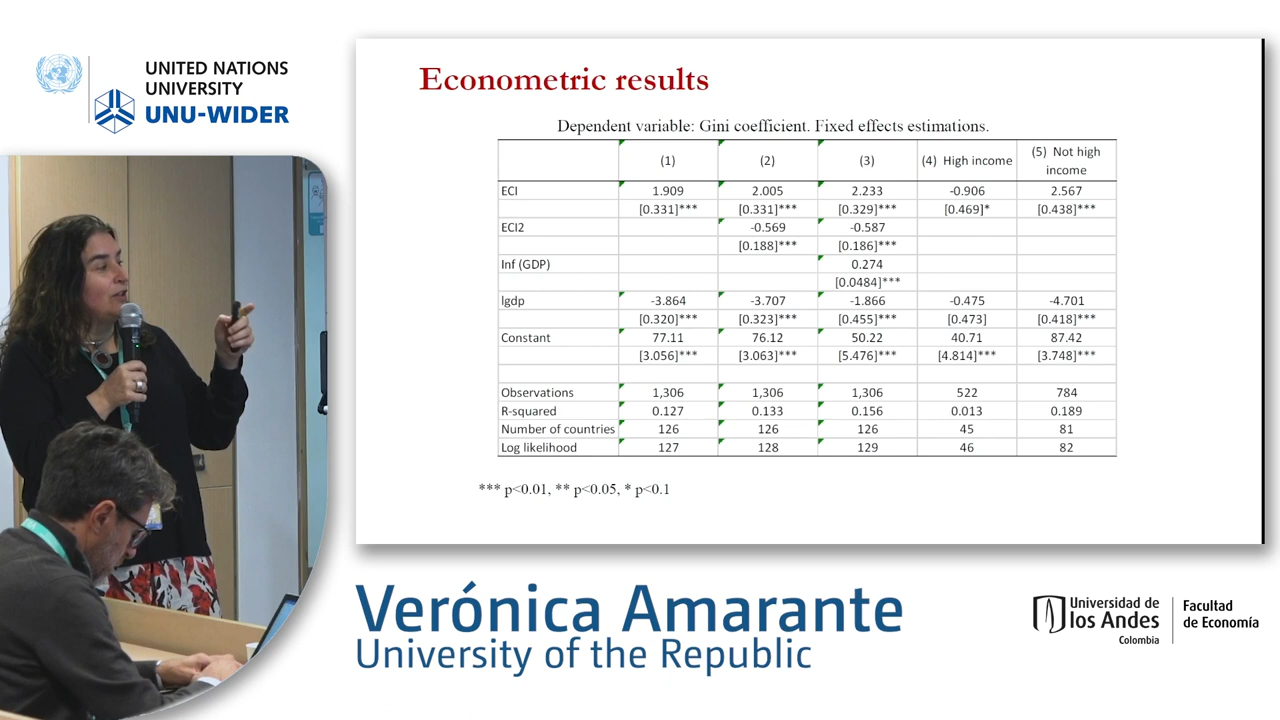 UNITED NATIONS
UNIVERSITY
UNU-WIDER
Econometric results
Dependent variable: Gini coefficient. Fixed effects estimations.
(1) (2) (3) (4) High income (5) Not high income
ECI 1.909 2.005 2.233 -0.906 2.567
[0.331]*** [0.331]*** [0.329]*** [0.469]* [0.438]***
ECI2 -0.569 -0.587
[0.188]*** [0.186]***
Inf (GDP) 0.274
[0.0484]***
lgdp -3.864 -3.707 -1.866 -0.475 -4.701
[0.320]*** [0.323]*** [0.455]*** [0.473] [0.418]***
Constant 77.11 76.12 50.22 40.71 87.42
[3.056]*** [3.063]*** [5.476]*** [4.814]*** [3.748]***
Observations 1,306 1,306 1,306 522 784
R-squared 0.127 0.133 0.156 0.013 0.189
Number of countries 126 126 126 45 81
Log likelihood 127 128 129 46 82
*** p<0.01, ** p<0.05, * p<0.1
Verónica Amarante
University of the Republic
Universidad de
los Andes
Colombia
Facultad
de Economía